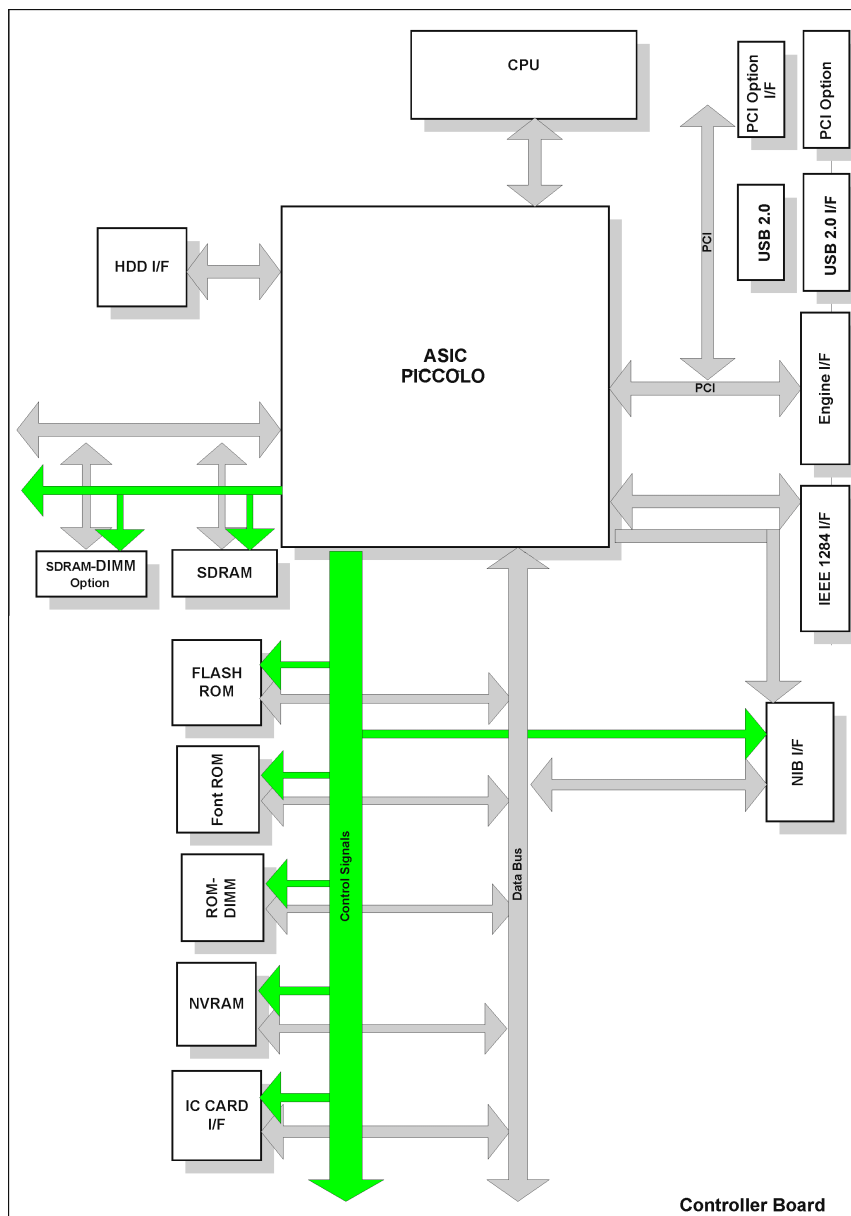 CPU
PCI Option
I/F
PCI Option
USB 2.0
USB 2.0 I/F
PCI
HDD I/F
ASIC
PICCOLO
PCI
Engine I/F
IEEE 1284 I/F
SDRAM-DIMM
Option
SDRAM
FLASH
ROM
Font ROM
NIB I/F
Control Signals
Data Bus
ROM-
DIMM
NVRAM
IC CARD
I/F
Controller Board